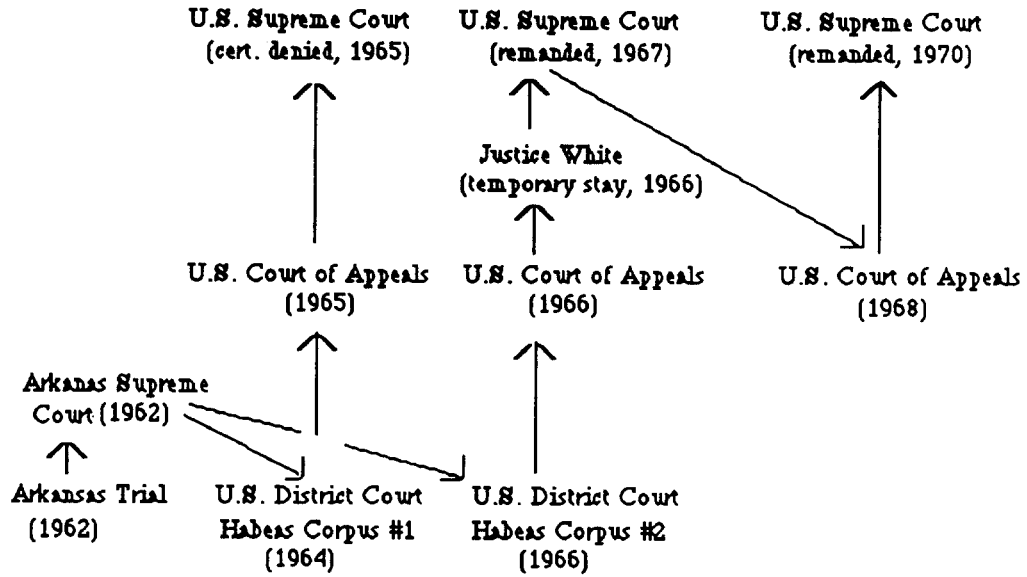 U.S. Supreme Court
(cert. denied, 1965)
U.S. Supreme Court
(remanded, 1967)
U.S. Supreme Court
(remanded, 1970)
Justice White
(temporary stay, 1966)
U.S. Court of Appeals
(1965)
U.S. Court of Appeals
(1966)
U.S. Court of Appeals
(1968)
Arkanas Supreme
Court (1962)
Arkansas Trial
(1962)
U.S. District Court
Habeas Corpus #1
(1964)
U.S. District Court
Habeas Corpus #2
(1966)